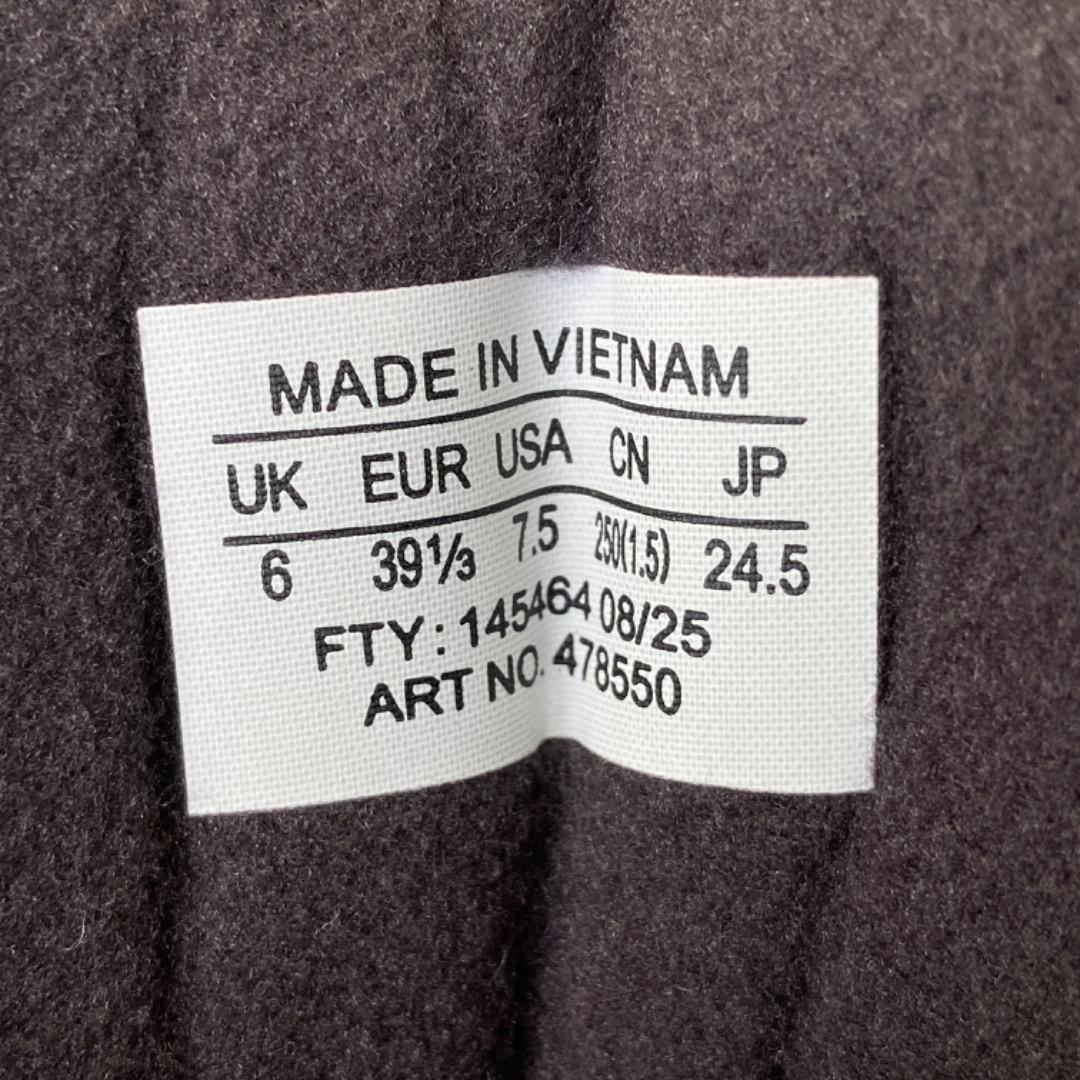 MADE IN VIETNAM
UK EUR USA CN JP
6 39⅓ 7.5 250(1.5) 24.5
FTY: 145464 08/25
ART NO. 478550